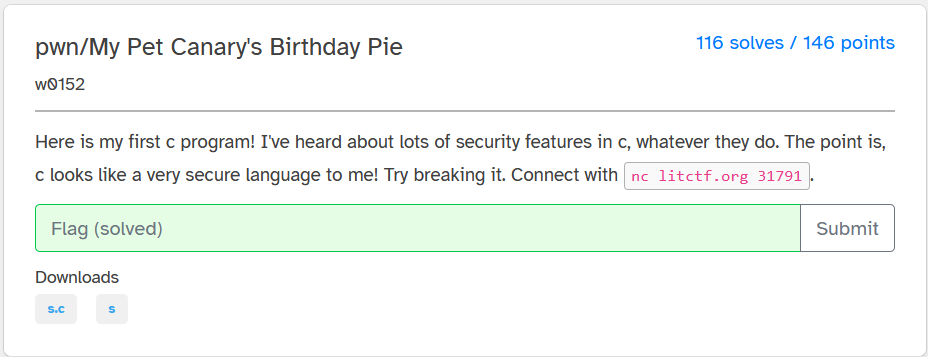 pwn/My Pet Canary's Birthday Pie
116 solves / 146 points
w0152
Here is my first c program! I've heard about lots of security features in c, whatever they do. The point is,
c looks like a very secure language to me! Try breaking it. Connect with nc litctf.org 31791.
Flag (solved)
Submit
Downloads
s.c
s